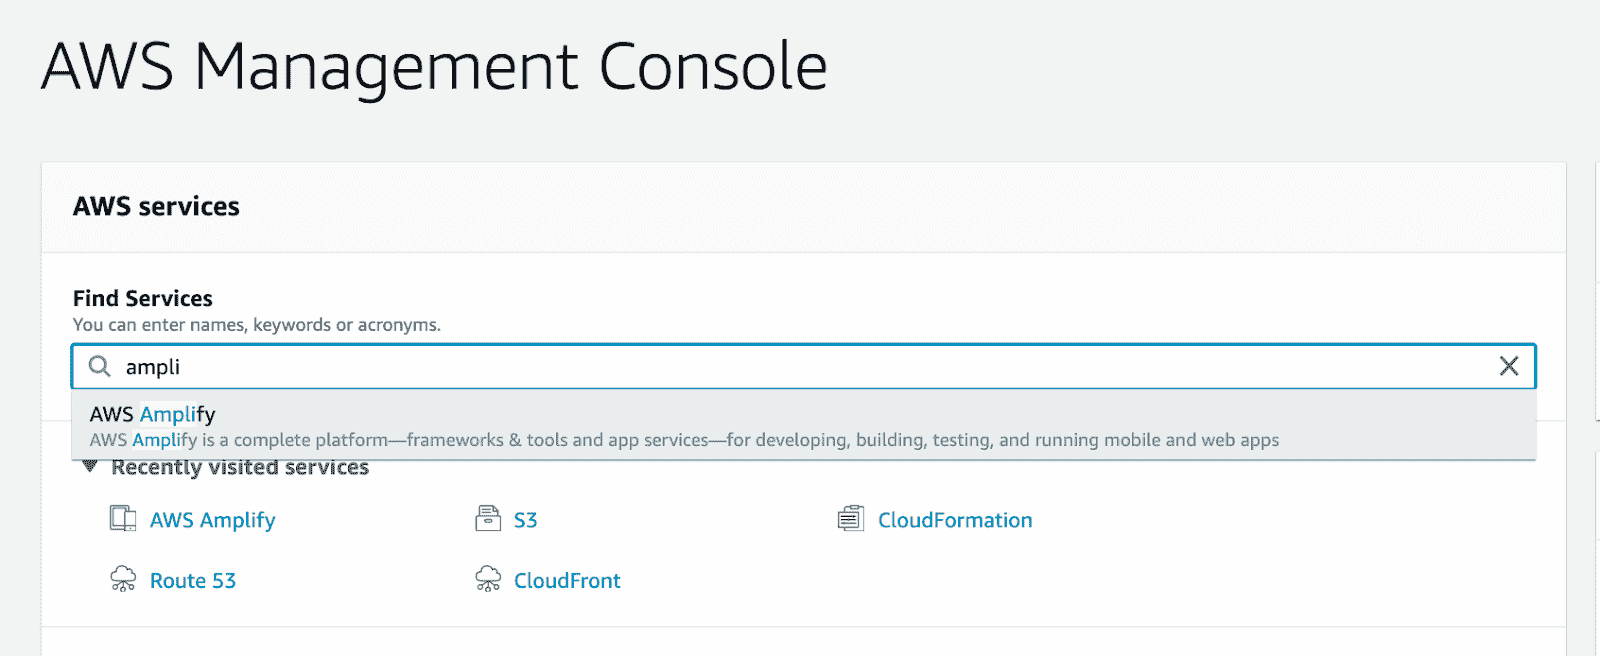 AWS Management Console
AWS services
Find Services
You can enter names, keywords or acronyms.
ampli
AWS Amplify
AWS Amplify is a complete platform—frameworks & tools and app services—for developing, building, testing, and running mobile and web apps
Recently visited services
AWS Amplify S3 CloudFormation
Route 53 CloudFront